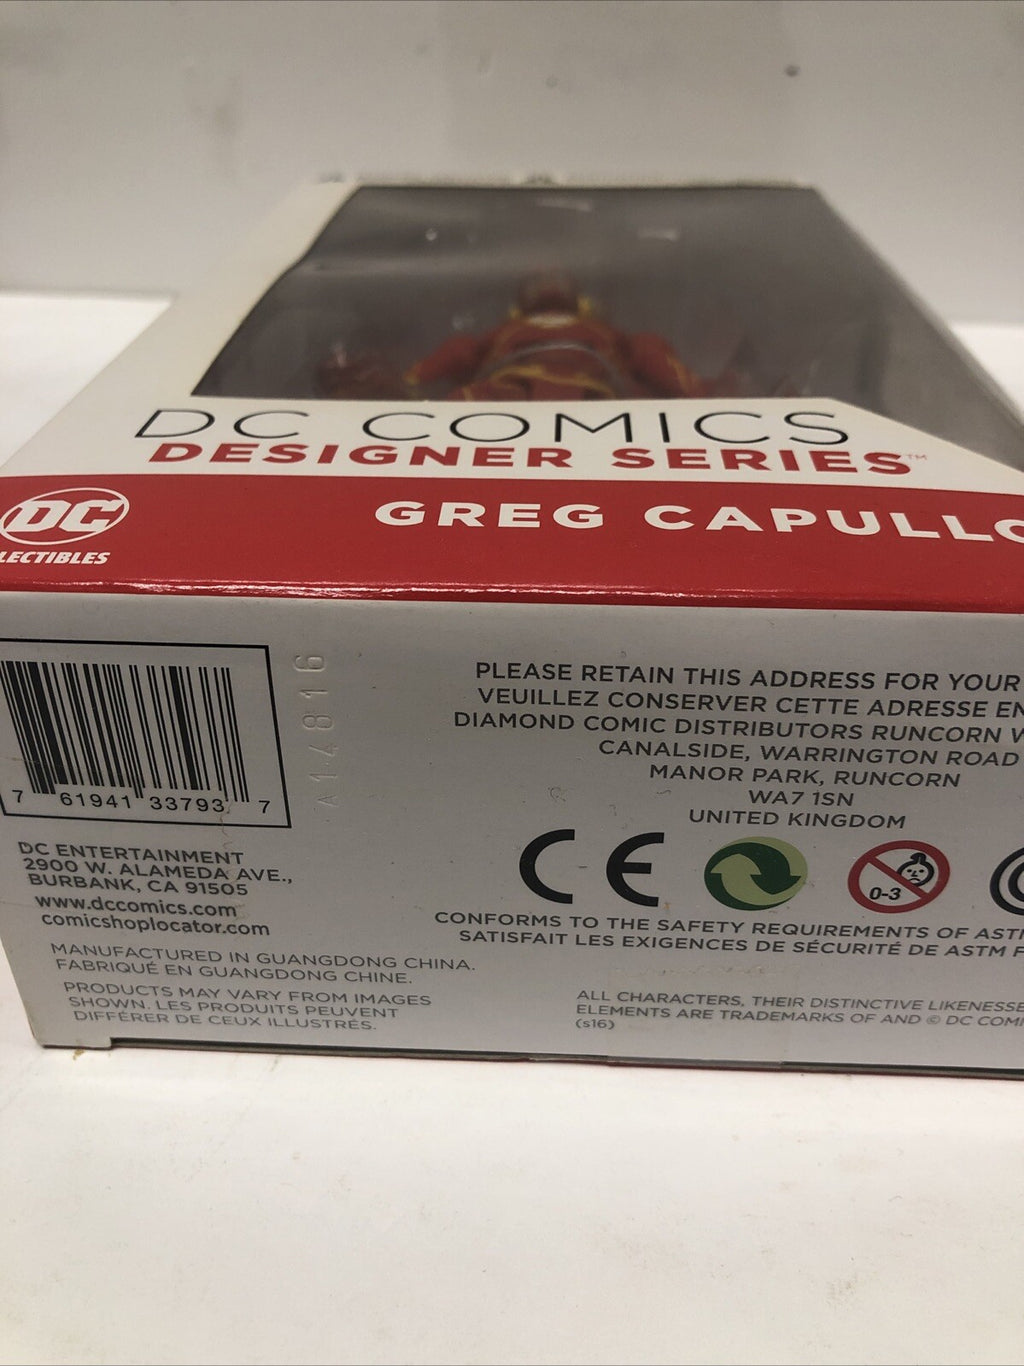 DC COMICS
DESIGNER SERIES™
DC
LECTIBLES
GREG CAPULLO
7 61941 33793 7
A14816
DC ENTERTAINMENT
2900 W. ALAMEDA AVE.,
BURBANK, CA 91505
www.dccomics.com
comicshoplocator.com
MANUFACTURED IN GUANGDONG CHINA.
FABRIQUÉ EN GUANGDONG CHINE.
PRODUCTS MAY VARY FROM IMAGES
SHOWN. LES PRODUITS PEUVENT
DIFFÉRER DE CEUX ILLUSTRÉS.
PLEASE RETAIN THIS ADDRESS FOR YOUR
VEUILLEZ CONSERVER CETTE ADRESSE EN
DIAMOND COMIC DISTRIBUTORS RUNCORN W
CANALSIDE, WARRINGTON ROAD
MANOR PARK, RUNCORN
WA7 1SN
UNITED KINGDOM
CE
0-3
CONFORMS TO THE SAFETY REQUIREMENTS OF ASTM
SATISFAIT LES EXIGENCES DE SÉCURITÉ DE ASTM F
ALL CHARACTERS, THEIR DISTINCTIVE LIKENESSE
ELEMENTS ARE TRADEMARKS OF AND © DC COMI
(s16)